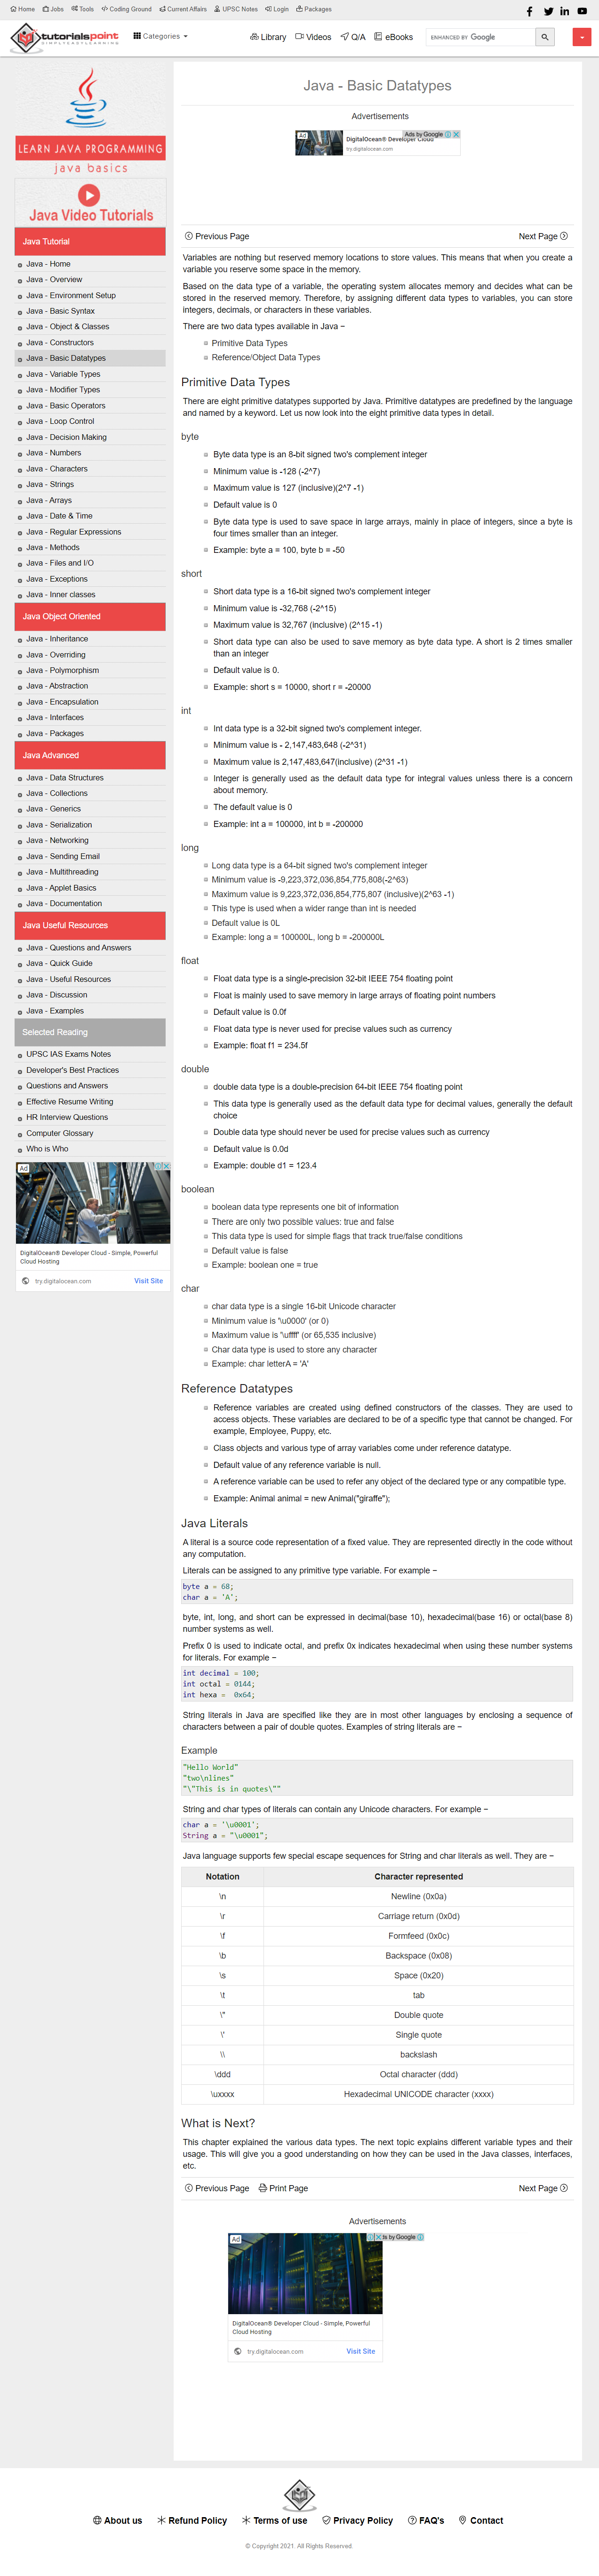 Home Jobs Tools Coding Ground Current Affairs UPSC Notes Login Packages
tutorialspoint
SIMPLYEASYLEARNING
Categories
Library Videos Q/A eBooks
ENHANCED BY Google
LEARN JAVA PROGRAMMING
java basics
Java Video Tutorials
Java Tutorial
Java - Home
Java - Overview
Java - Environment Setup
Java - Basic Syntax
Java - Object & Classes
Java - Constructors
Java - Basic Datatypes
Java - Variable Types
Java - Modifier Types
Java - Basic Operators
Java - Loop Control
Java - Decision Making
Java - Numbers
Java - Characters
Java - Strings
Java - Arrays
Java - Date & Time
Java - Regular Expressions
Java - Methods
Java - Files and I/O
Java - Exceptions
Java - Inner classes
Java Object Oriented
Java - Inheritance
Java - Overriding
Java - Polymorphism
Java - Abstraction
Java - Encapsulation
Java - Interfaces
Java - Packages
Java Advanced
Java - Data Structures
Java - Collections
Java - Generics
Java - Serialization
Java - Networking
Java - Sending Email
Java - Multithreading
Java - Applet Basics
Java - Documentation
Java Useful Resources
Java - Questions and Answers
Java - Quick Guide
Java - Useful Resources
Java - Discussion
Java - Examples
Selected Reading
UPSC IAS Exams Notes
Developer's Best Practices
Questions and Answers
Effective Resume Writing
HR Interview Questions
Computer Glossary
Who is Who
Ad
DigitalOcean® Developer Cloud - Simple, Powerful
Cloud Hosting
try.digitalocean.com Visit Site
Java - Basic Datatypes
Advertisements
Ad
Ads by Google
DigitalOcean® Developer Cloud
try.digitalocean.com
Previous Page Next Page
Variables are nothing but reserved memory locations to store values. This means that when you create a
variable you reserve some space in the memory.
Based on the data type of a variable, the operating system allocates memory and decides what can be
stored in the reserved memory. Therefore, by assigning different data types to variables, you can store
integers, decimals, or characters in these variables.
There are two data types available in Java −
Primitive Data Types
Reference/Object Data Types
Primitive Data Types
There are eight primitive datatypes supported by Java. Primitive datatypes are predefined by the language
and named by a keyword. Let us now look into the eight primitive data types in detail.
byte
Byte data type is an 8-bit signed two's complement integer
Minimum value is -128 (-2^7)
Maximum value is 127 (inclusive)(2^7 -1)
Default value is 0
Byte data type is used to save space in large arrays, mainly in place of integers, since a byte is
four times smaller than an integer.
Example: byte a = 100, byte b = -50
short
Short data type is a 16-bit signed two's complement integer
Minimum value is -32,768 (-2^15)
Maximum value is 32,767 (inclusive) (2^15 -1)
Short data type can also be used to save memory as byte data type. A short is 2 times smaller
than an integer
Default value is 0.
Example: short s = 10000, short r = -20000
int
Int data type is a 32-bit signed two's complement integer.
Minimum value is - 2,147,483,648 (-2^31)
Maximum value is 2,147,483,647(inclusive) (2^31 -1)
Integer is generally used as the default data type for integral values unless there is a concern
about memory.
The default value is 0
Example: int a = 100000, int b = -200000
long
Long data type is a 64-bit signed two's complement integer
Minimum value is -9,223,372,036,854,775,808(-2^63)
Maximum value is 9,223,372,036,854,775,807 (inclusive)(2^63 -1)
This type is used when a wider range than int is needed
Default value is 0L
Example: long a = 100000L, long b = -200000L
float
Float data type is a single-precision 32-bit IEEE 754 floating point
Float is mainly used to save memory in large arrays of floating point numbers
Default value is 0.0f
Float data type is never used for precise values such as currency
Example: float f1 = 234.5f
double
double data type is a double-precision 64-bit IEEE 754 floating point
This data type is generally used as the default data type for decimal values, generally the default
choice
Double data type should never be used for precise values such as currency
Default value is 0.0d
Example: double d1 = 123.4
boolean
boolean data type represents one bit of information
There are only two possible values: true and false
This data type is used for simple flags that track true/false conditions
Default value is false
Example: boolean one = true
char
char data type is a single 16-bit Unicode character
Minimum value is '\u0000' (or 0)
Maximum value is '\uffff' (or 65,535 inclusive)
Char data type is used to store any character
Example: char letterA = 'A'
Reference Datatypes
Reference variables are created using defined constructors of the classes. They are used to
access objects. These variables are declared to be of a specific type that cannot be changed. For
example, Employee, Puppy, etc.
Class objects and various type of array variables come under reference datatype.
Default value of any reference variable is null.
A reference variable can be used to refer any object of the declared type or any compatible type.
Example: Animal animal = new Animal("giraffe");
Java Literals
A literal is a source code representation of a fixed value. They are represented directly in the code without
any computation.
Literals can be assigned to any primitive type variable. For example −
byte a = 68;
char a = 'A';
byte, int, long, and short can be expressed in decimal(base 10), hexadecimal(base 16) or octal(base 8)
number systems as well.
Prefix 0 is used to indicate octal, and prefix 0x indicates hexadecimal when using these number systems
for literals. For example −
int decimal = 100;
int octal = 0144;
int hexa =  0x64;
String literals in Java are specified like they are in most other languages by enclosing a sequence of
characters between a pair of double quotes. Examples of string literals are −
Example
"Hello World"
"two\nlines"
"\"This is in quotes\""
String and char types of literals can contain any Unicode characters. For example −
char a = '\u0001';
String a = "\u0001";
Java language supports few special escape sequences for String and char literals as well. They are −
Notation Character represented
\n Newline (0x0a)
\r Carriage return (0x0d)
\f Formfeed (0x0c)
\b Backspace (0x08)
\s Space (0x20)
\t tab
\" Double quote
\' Single quote
\\ backslash
\ddd Octal character (ddd)
\uxxxx Hexadecimal UNICODE character (xxxx)
What is Next?
This chapter explained the various data types. The next topic explains different variable types and their
usage. This will give you a good understanding on how they can be used in the Java classes, interfaces,
etc.
Previous Page Print Page Next Page
Advertisements
Ad
ts by Google
DigitalOcean® Developer Cloud - Simple, Powerful
Cloud Hosting
try.digitalocean.com Visit Site
About us Refund Policy Terms of use Privacy Policy FAQ's Contact
© Copyright 2021. All Rights Reserved.